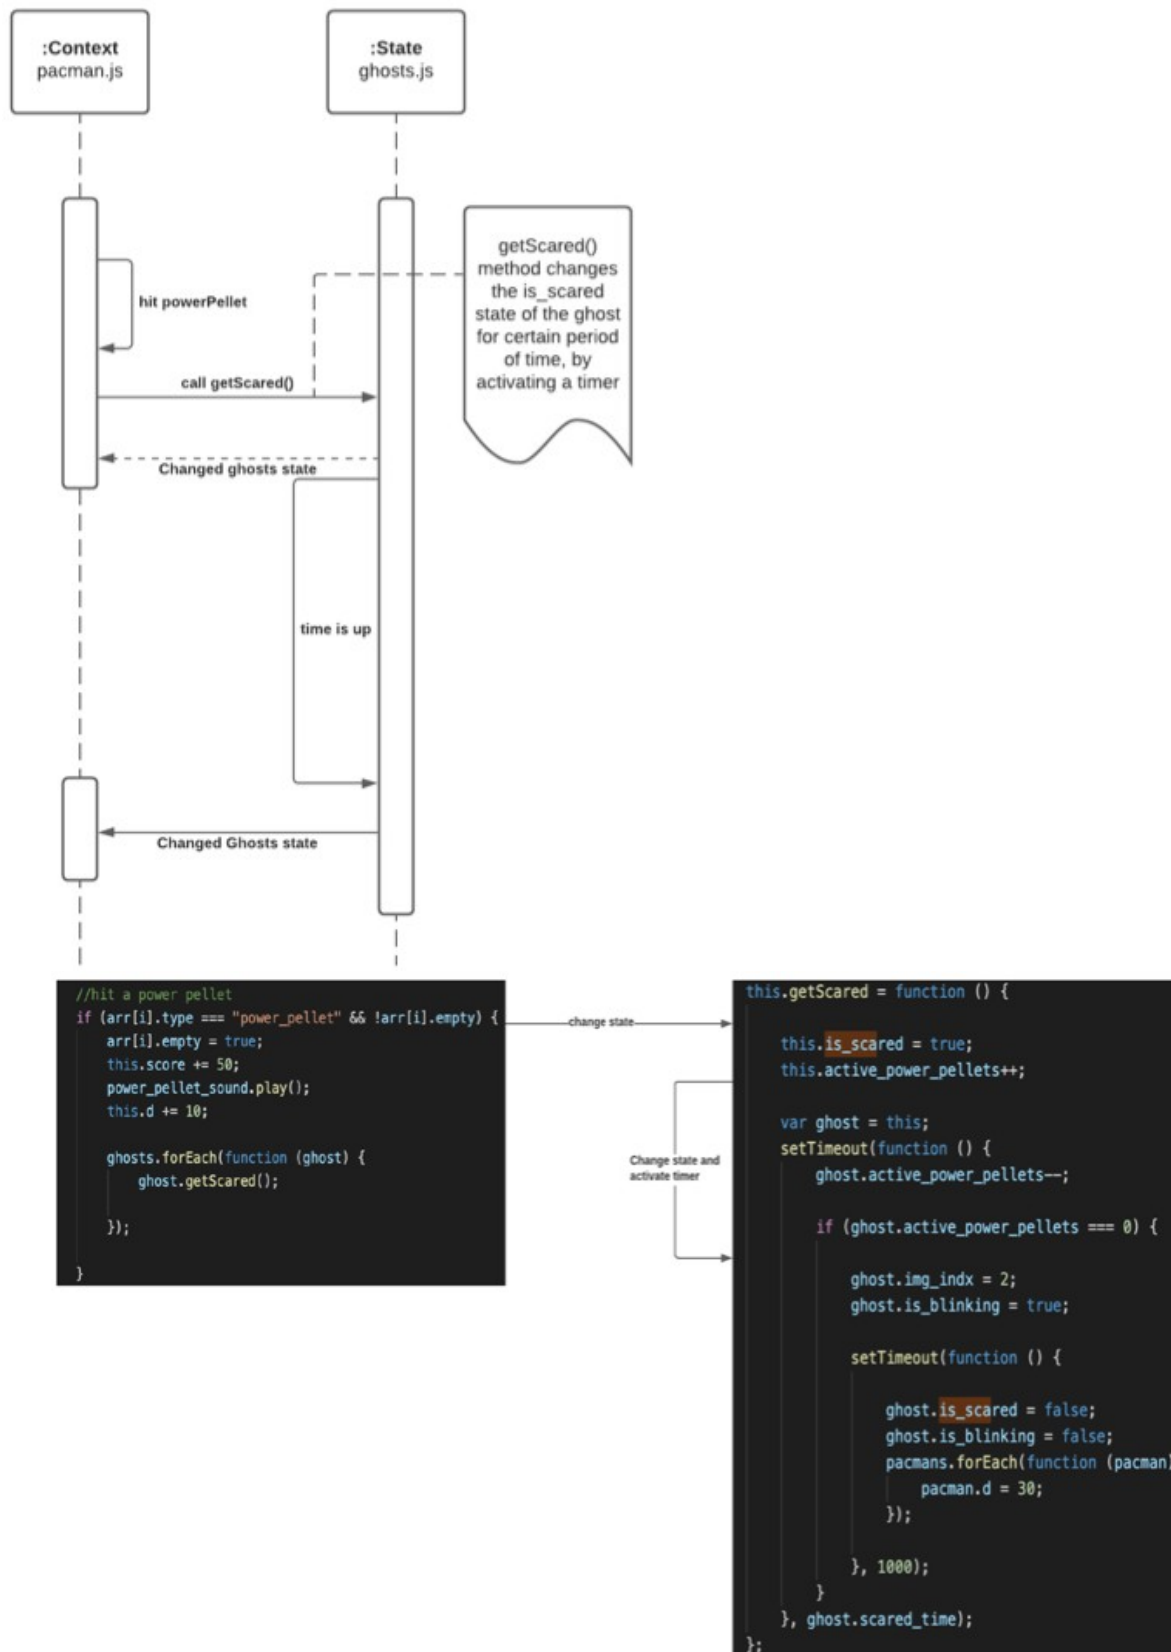 :Context
pacman.js
:State
ghosts.js
getScared()
method changes
the is_scared
state of the ghost
for certain period
of time, by
activating a timer
hit powerPellet
call getScared()
Changed ghosts state
time is up
Changed Ghosts state
//hit a power pellet
if (arr[i].type === "power_pellet" && !arr[i].empty) {
arr[i].empty = true;
this.score += 50;
power_pellet_sound.play();
this.d += 10;
ghosts.forEach(function (ghost) {
ghost.getScared();
});
}
change state
this.getScared = function () {
this.is_scared = true;
this.active_power_pellets++;
var ghost = this;
setTimeout(function () {
ghost.active_power_pellets--;
if (ghost.active_power_pellets === 0) {
ghost.img_indx = 2;
ghost.is_blinking = true;
setTimeout(function () {
ghost.is_scared = false;
ghost.is_blinking = false;
pacmans.forEach(function (pacman)
pacman.d = 30;
});
}, 1000);
}
}, ghost.scared_time);
};
Change state and
activate timer